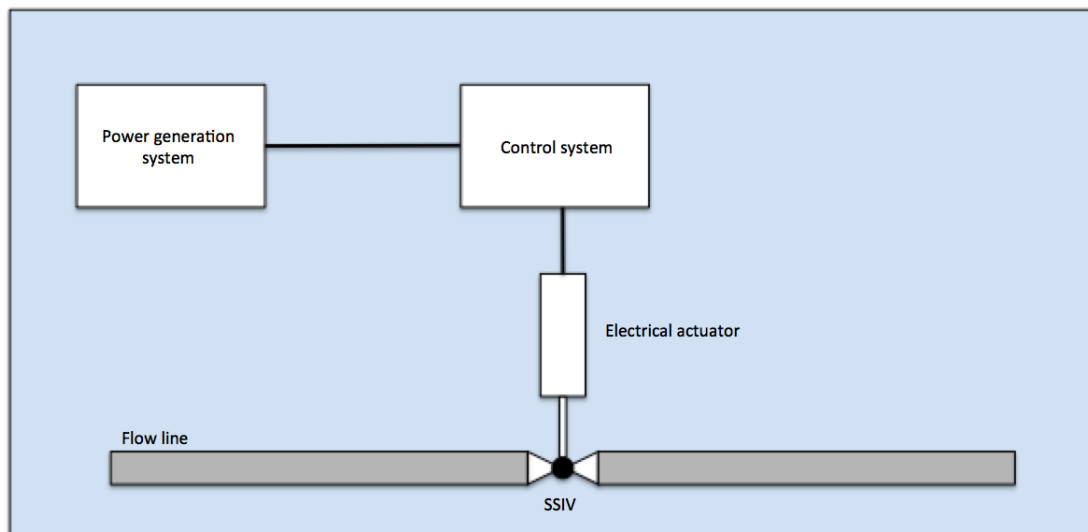 Power generation
system
Control system
Electrical actuator
Flow line
SSIV